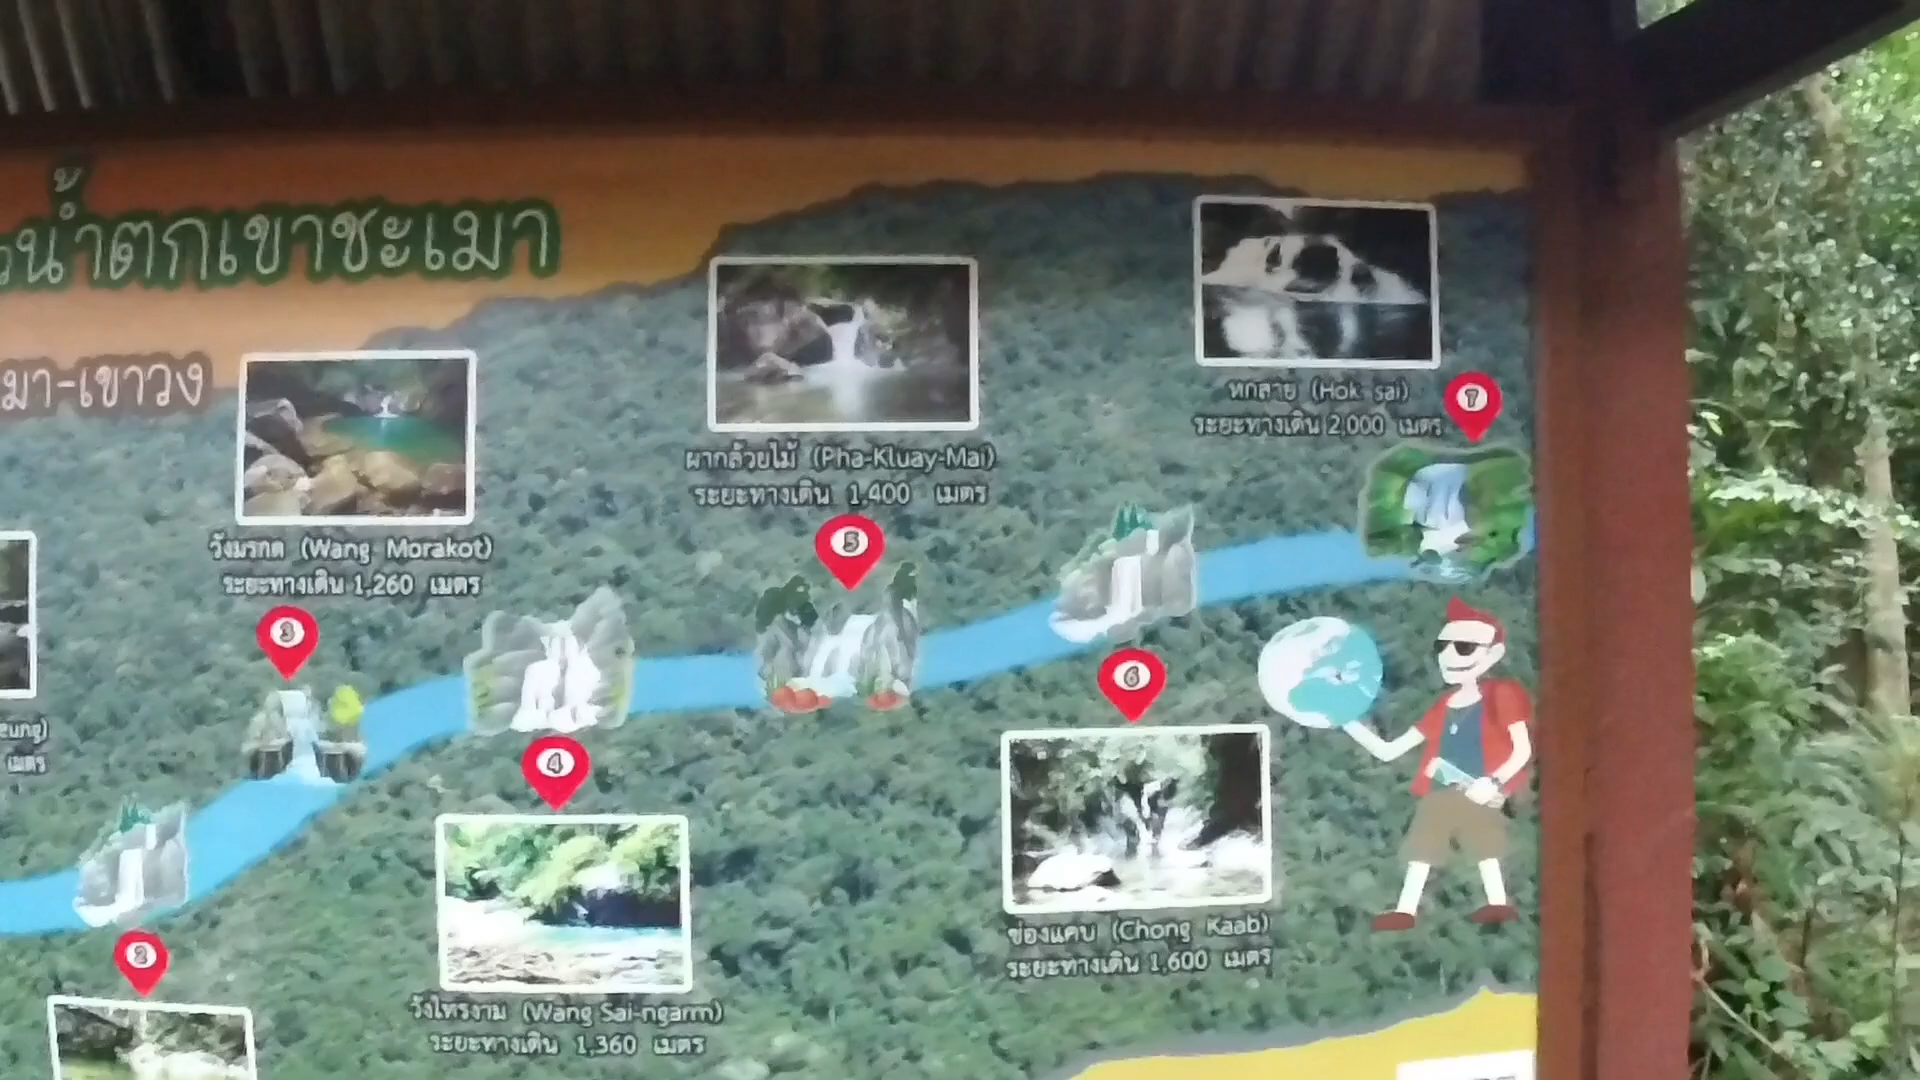 น้ำตกเขาชะเมา
มา-เขาวง
วังมรกต (Wang Morakot)
ระยะทางเดิน 1,260 เมตร
3
ผากล้วยไม้ (Pha-Kluay-Mai)
ระยะทางเดิน 1,400 เมตร
5
หกสาย (Hok sai)
ระยะทางเดิน 2,000 เมตร
7
eung)
เมตร
2
4
วังไทรงาม (Wang Sai-ngarm)
ระยะทางเดิน 1,360 เมตร
6
ช่องแคบ (Chong Kaab)
ระยะทางเดิน 1,600 เมตร